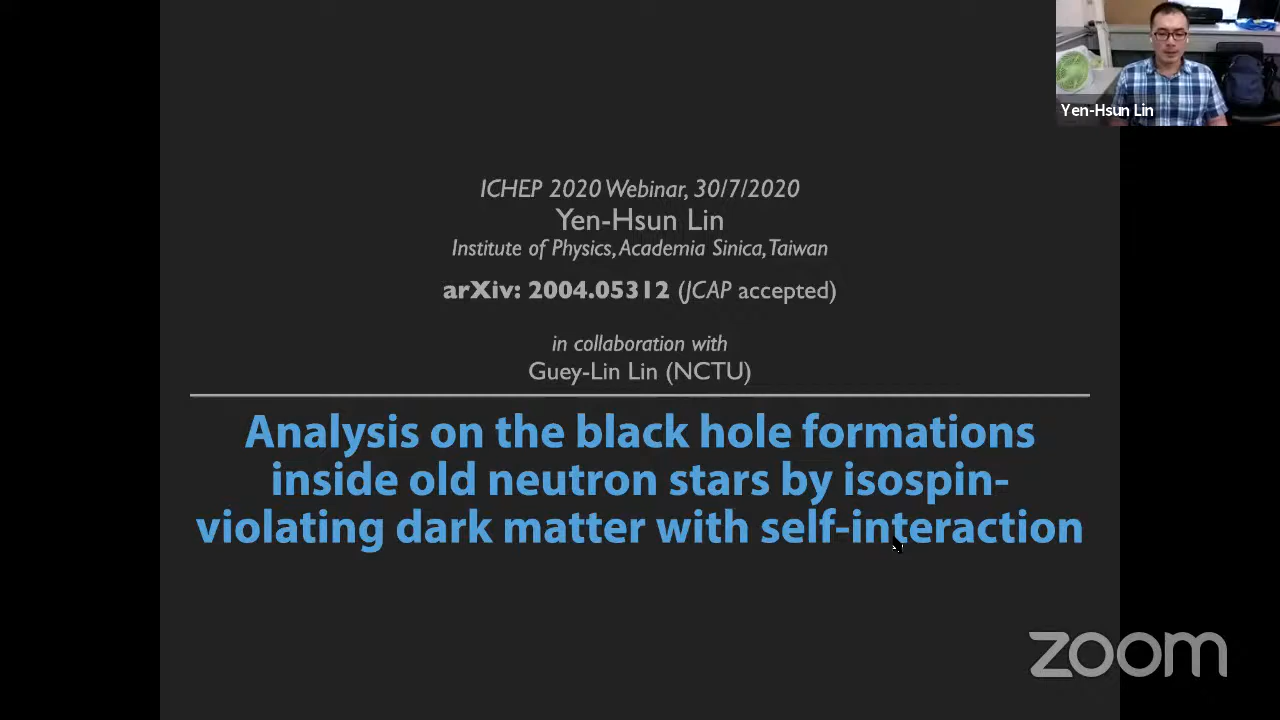 Yen-Hsun Lin
ICHEP 2020 Webinar, 30/7/2020
Yen-Hsun Lin
Institute of Physics, Academia Sinica, Taiwan
arXiv: 2004.05312 (JCAP accepted)
in collaboration with
Guey-Lin Lin (NCTU)
Analysis on the black hole formations
inside old neutron stars by isospin-
violating dark matter with self-interaction
zoom